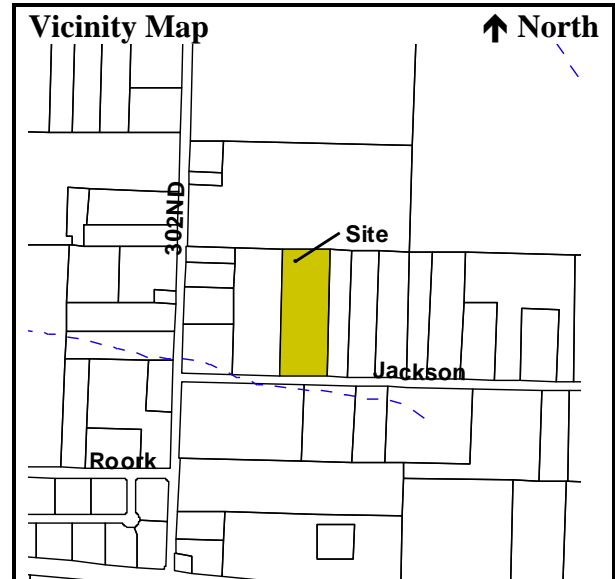 Vicinity Map
🡱 North
302ND
Site
Jackson
Roork